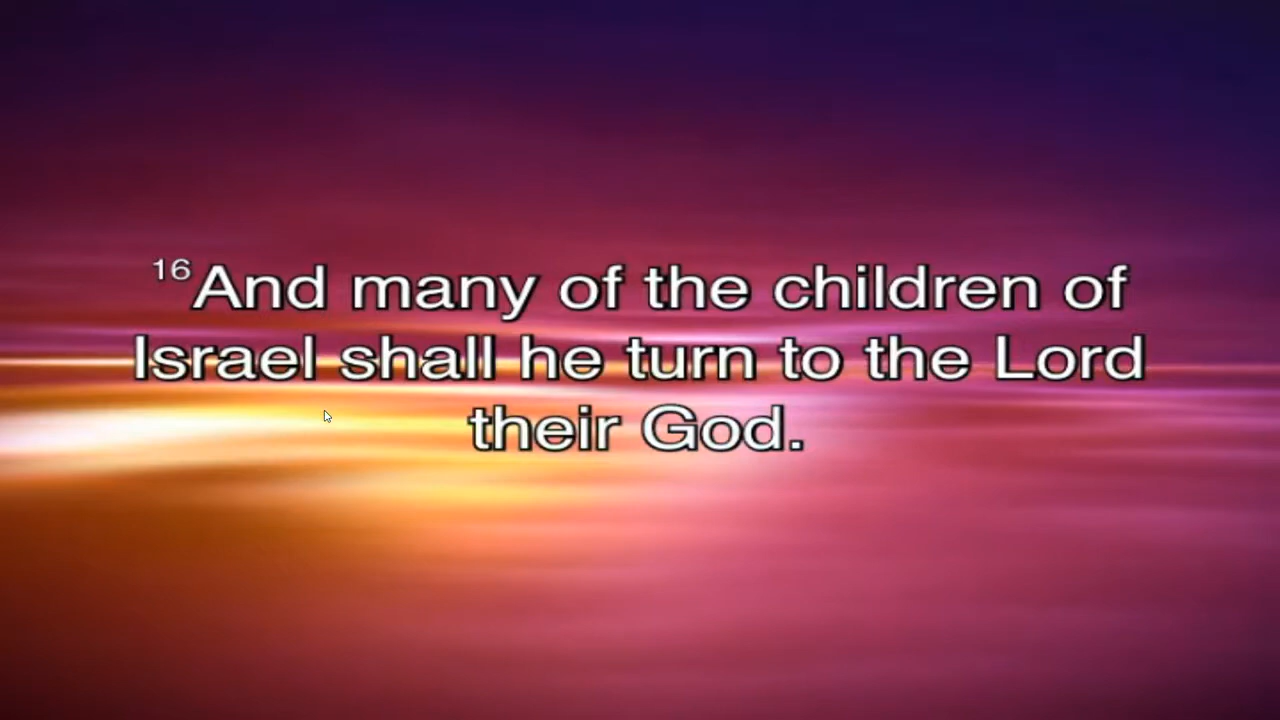 16And many of the children of
Israel shall he turn to the Lord
their God.